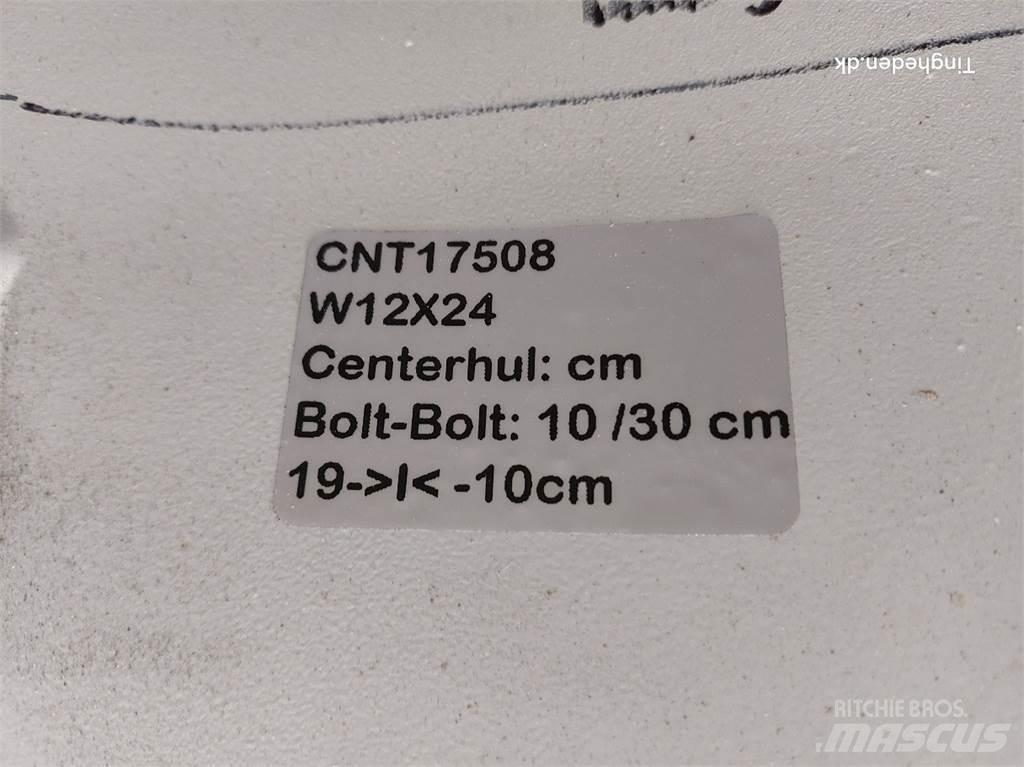 Tingheden.dk
CNT17508
W12X24
Centerhul: cm
Bolt-Bolt: 10 /30 cm
19->I< -10cm
RITCHIE BROS.
MASCUS